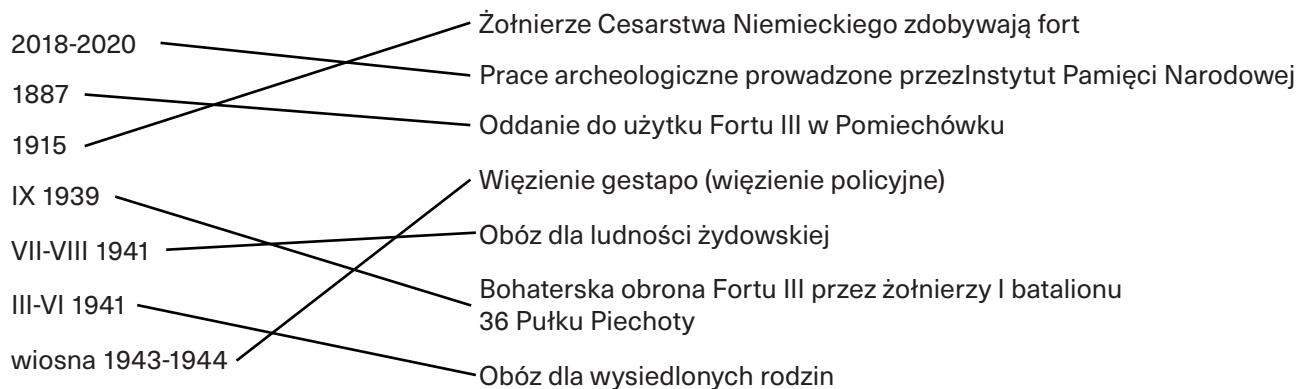 2018-2020
1887
1915
IX 1939
VII-VIII 1941
III-VI 1941
wiosna 1943-1944
Żołnierze Cesarstwa Niemieckiego zdobywają fort
Prace archeologiczne prowadzone przezInstytut Pamięci Narodowej
Oddanie do użytku Fortu III w Pomiechówku
Więzienie gestapo (więzienie policyjne)
Obóz dla ludności żydowskiej
Bohaterska obrona Fortu III przez żołnierzy I batalionu
36 Pułku Piechoty
Obóz dla wysiedlonych rodzin